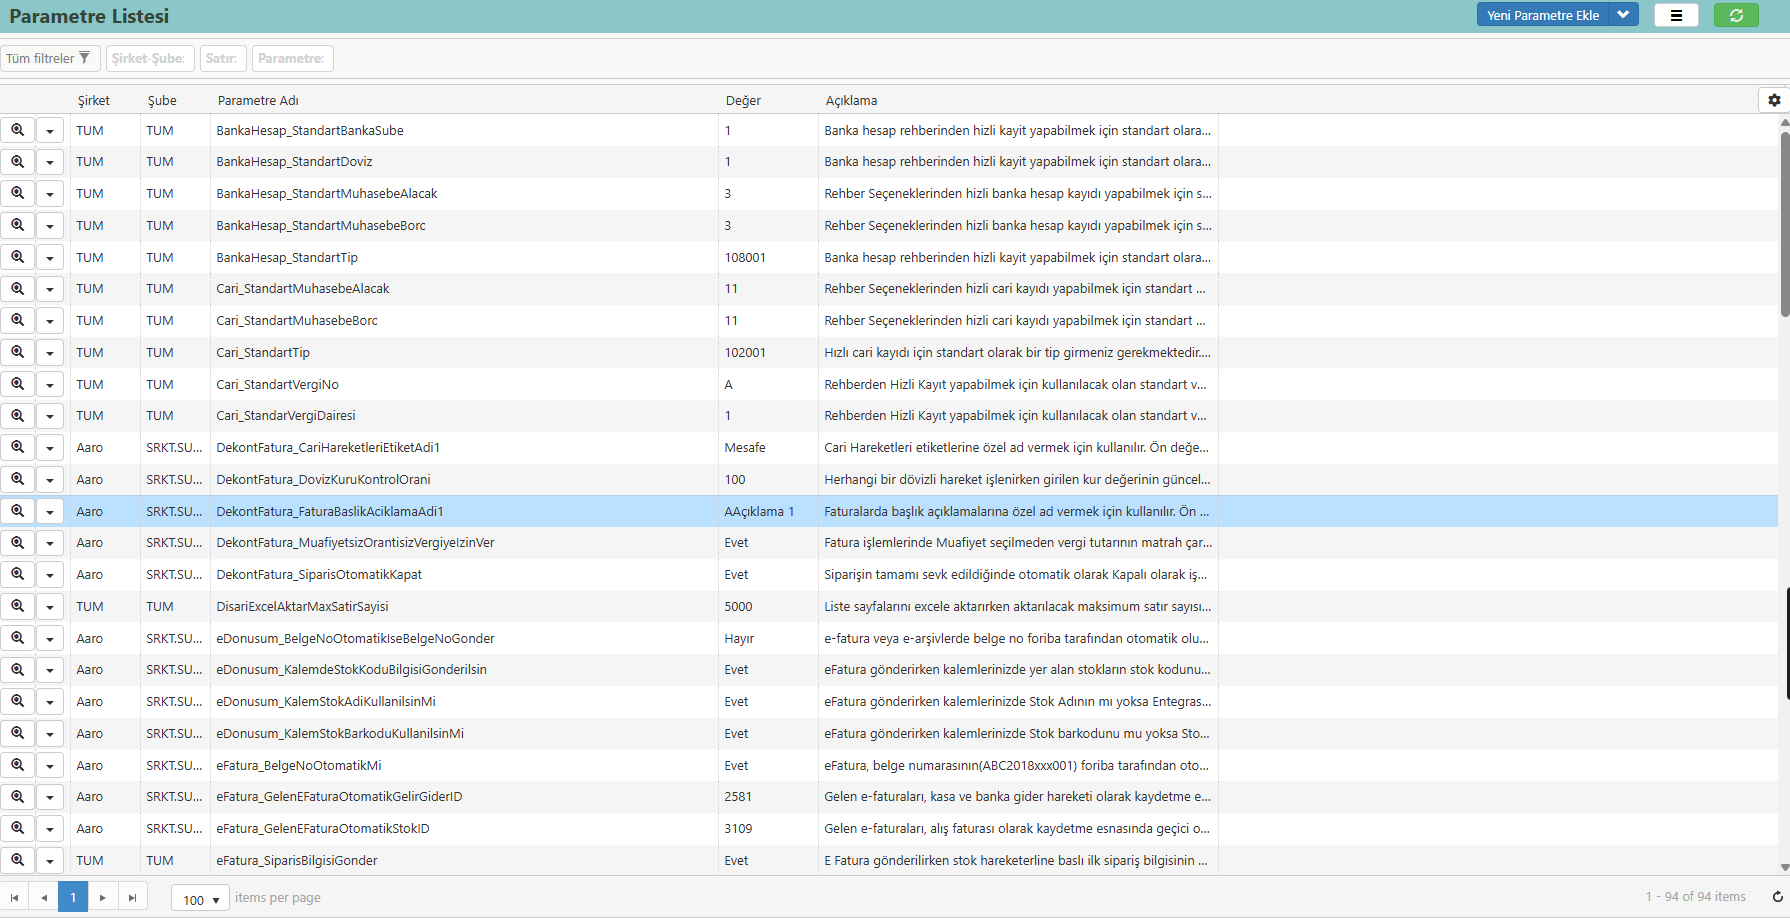 Parametre Listesi
Yeni Parametre Ekle
Tüm filtreler Şirket-Şube: Satır: Parametre:
Şirket Şube Parametre Adı Değer Açıklama
TUM TUM BankaHesap_StandartBankaSube 1 Banka hesap rehberinden hizli kayit yapabilmek için standart olara...
TUM TUM BankaHesap_StandartDoviz 1 Banka hesap rehberinden hizli kayit yapabilmek için standart olara...
TUM TUM BankaHesap_StandartMuhasebeAlacak 3 Rehber Seçeneklerinden hizli banka hesap kayıdı yapabilmek için s...
TUM TUM BankaHesap_StandartMuhasebeBorc 3 Rehber Seçeneklerinden hizli banka hesap kayıdı yapabilmek için s...
TUM TUM BankaHesap_StandartTip 108001 Banka hesap rehberinden hizli kayit yapabilmek için standart olara...
TUM TUM Cari_StandartMuhasebeAlacak 11 Rehber Seçeneklerinden hizli cari kayıdı yapabilmek için standart ...
TUM TUM Cari_StandartMuhasebeBorc 11 Rehber Seçeneklerinden hizli cari kayıdı yapabilmek için standart ...
TUM TUM Cari_StandartTip 102001 Hızlı cari kayıdı için standart olarak bir tip girmeniz gerekmektedir....
TUM TUM Cari_StandartVergiNo A Rehberden Hizli Kayıt yapabilmek için kullanılacak olan standart v...
TUM TUM Cari_StandarVergiDairesi 1 Rehberden Hizli Kayıt yapabilmek için kullanılacak olan standart v...
Aaro SRKT.SU... DekontFatura_CariHareketleriEtiketAdi1 Mesafe Cari Hareketleri etiketlerine özel ad vermek için kullanılır. Ön değe...
Aaro SRKT.SU... DekontFatura_DovizKuruKontrolOrani 100 Herhangi bir dövizli hareket işlenirken girilen kur değerinin güncel...
Aaro SRKT.SU... DekontFatura_FaturaBaslikAciklamaAdi1 AAçıklama 1 Faturalarda başlık açıklamalarına özel ad vermek için kullanılır. Ön ...
Aaro SRKT.SU... DekontFatura_MuafiyetsizOrantisizVergiyeIzinVer Evet Fatura işlemlerinde Muafiyet seçilmeden vergi tutarının matrah çar...
Aaro SRKT.SU... DekontFatura_SiparisOtomatikKapat Evet Siparişin tamamı sevk edildiğinde otomatik olarak Kapalı olarak iş...
TUM TUM DisariExcelAktarMaxSatirSayisi 5000 Liste sayfalarını excele aktarırken aktarılacak maksimum satır sayısı...
Aaro SRKT.SU... eDonusum_BelgeNoOtomatikIseBelgeNoGonder Hayır e-fatura veya e-arşivlerde belge no foriba tarafından otomatik olu...
Aaro SRKT.SU... eDonusum_KalemdeStokKoduBilgisiGonderilsin Evet eFatura gönderirken kalemlerinizde yer alan stokların stok kodunu...
Aaro SRKT.SU... eDonusum_KalemStokAdiKullanilsinMi Evet eFatura gönderirken kalemlerinizde Stok Adının mı yoksa Entegras...
Aaro SRKT.SU... eDonusum_KalemStokBarkoduKullanilsinMi Evet eFatura gönderirken kalemlerinizde Stok barkodunu mu yoksa Sto...
Aaro SRKT.SU... eFatura_BelgeNoOtomatikMi Evet eFatura, belge numarasının(ABC2018xxx001) foriba tarafından oto...
Aaro SRKT.SU... eFatura_GelenEFaturaOtomatikGelirGiderID 2581 Gelen e-faturaları, kasa ve banka gider hareketi olarak kaydetme e...
Aaro SRKT.SU... eFatura_GelenEFaturaOtomatikStokID 3109 Gelen e-faturaları, alış faturası olarak kaydetme esnasında geçici o...
TUM TUM eFatura_SiparisBilgisiGonder Evet E Fatura gönderilirken stok hareketerline baslı ilk sipariş bilgisinin ...
1 100 items per page 1 - 94 of 94 items